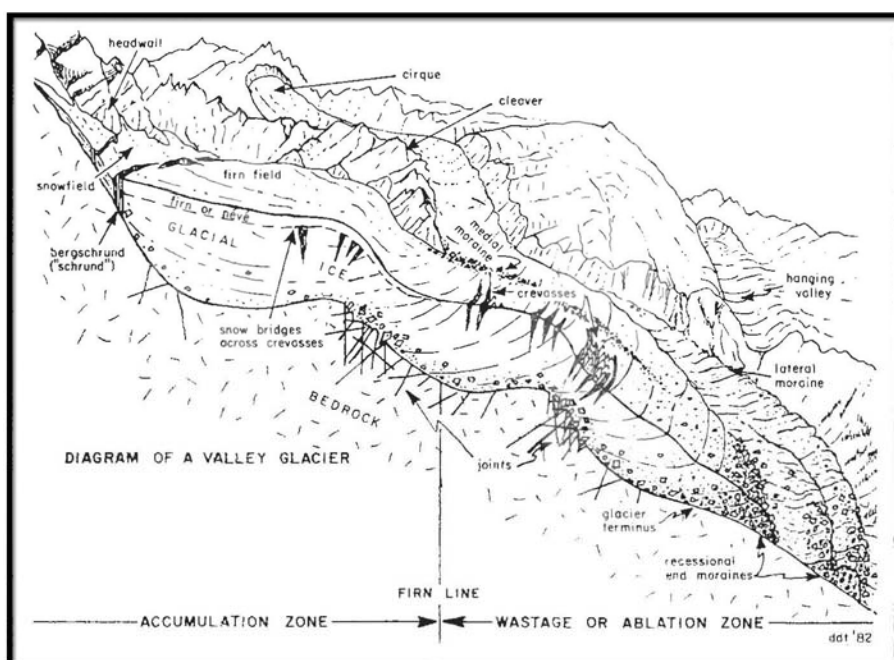 headwall
cirque
cleaver
snowfield
firn field
firn or névé
GLACIAL
ICE
bergschrund
("schrund")
medial
moraine
crevasses
hanging
valley
snow bridges
across crevasses
lateral
moraine
BEDROCK
DIAGRAM OF A VALLEY GLACIER
joints
glacier
terminus
recessional
end moraines
FIRN LINE
ACCUMULATION ZONE
WASTAGE OR ABLATION ZONE
ddt '82